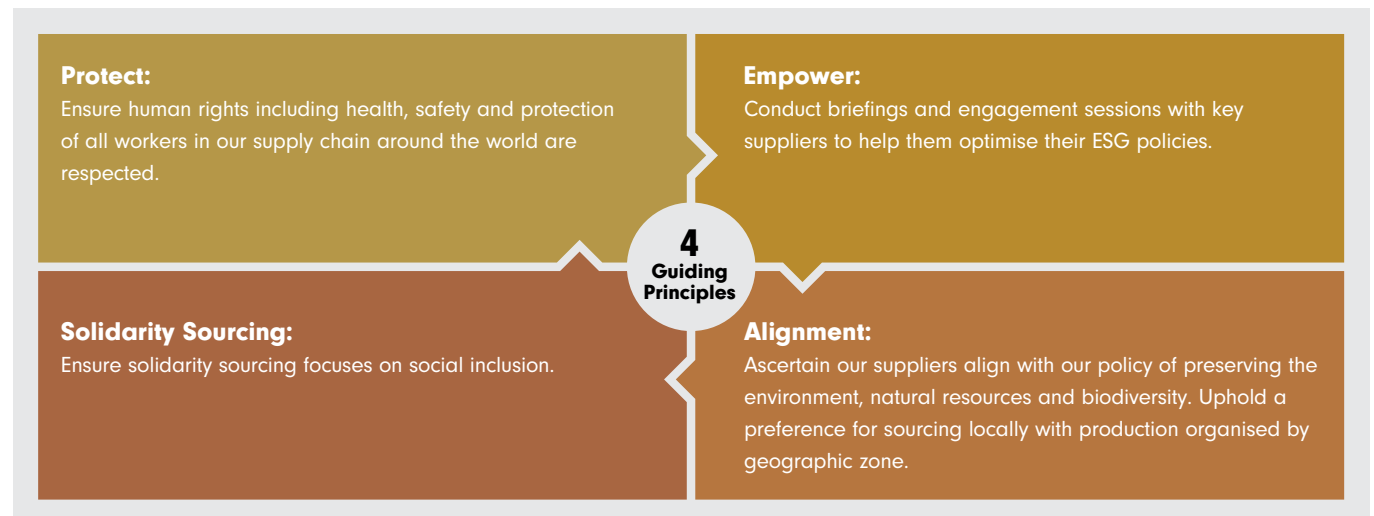 Protect:
Ensure human rights including health, safety and protection
of all workers in our supply chain around the world are
respected.
Empower:
Conduct briefings and engagement sessions with key
suppliers to help them optimise their ESG policies.
4
Guiding
Principles
Solidarity Sourcing:
Ensure solidarity sourcing focuses on social inclusion.
Alignment:
Ascertain our suppliers align with our policy of preserving the
environment, natural resources and biodiversity. Uphold a
preference for sourcing locally with production organised by
geographic zone.